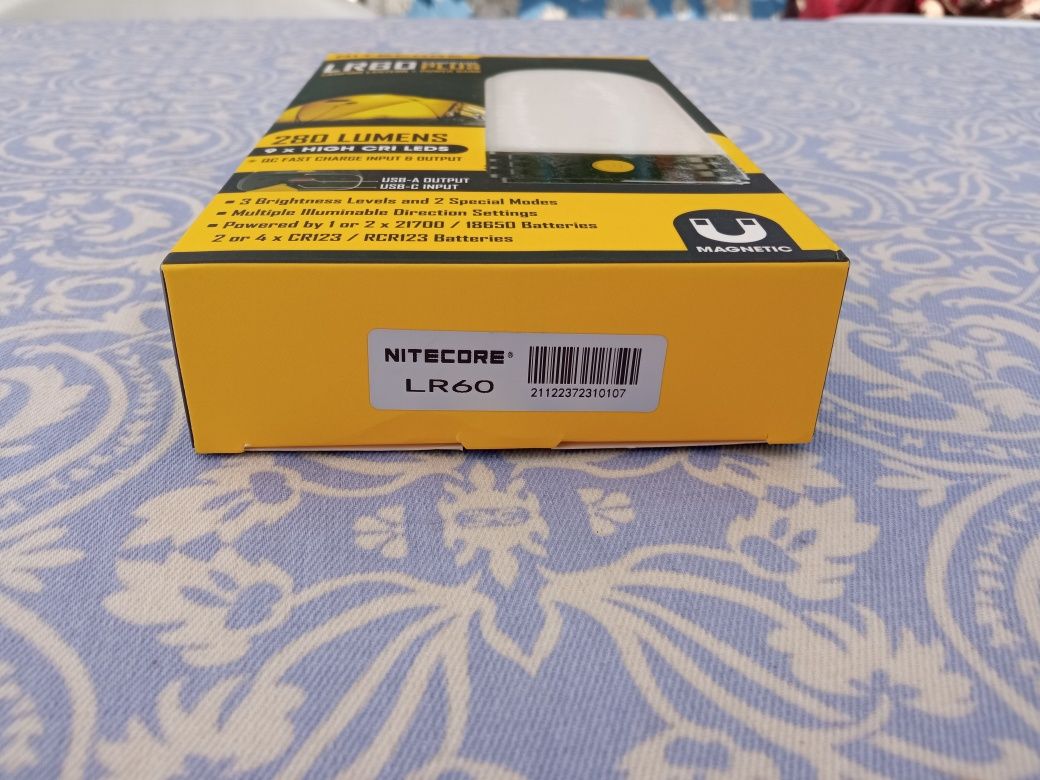 LR60 PLUS
280 LUMENS
9 x HIGH CRI LEDS
QC FAST CHARGE INPUT & OUTPUT
USB-A OUTPUT
USB-C INPUT
▪ 3 Brightness Levels and 2 Special Modes
▪ Multiple Illuminable Direction Settings
▪ Powered by 1 or 2 x 21700 / 18650 Batteries
2 or 4 x CR123 / RCR123 Batteries
MAGNETIC
NITECORE®
LR60
21122372310107